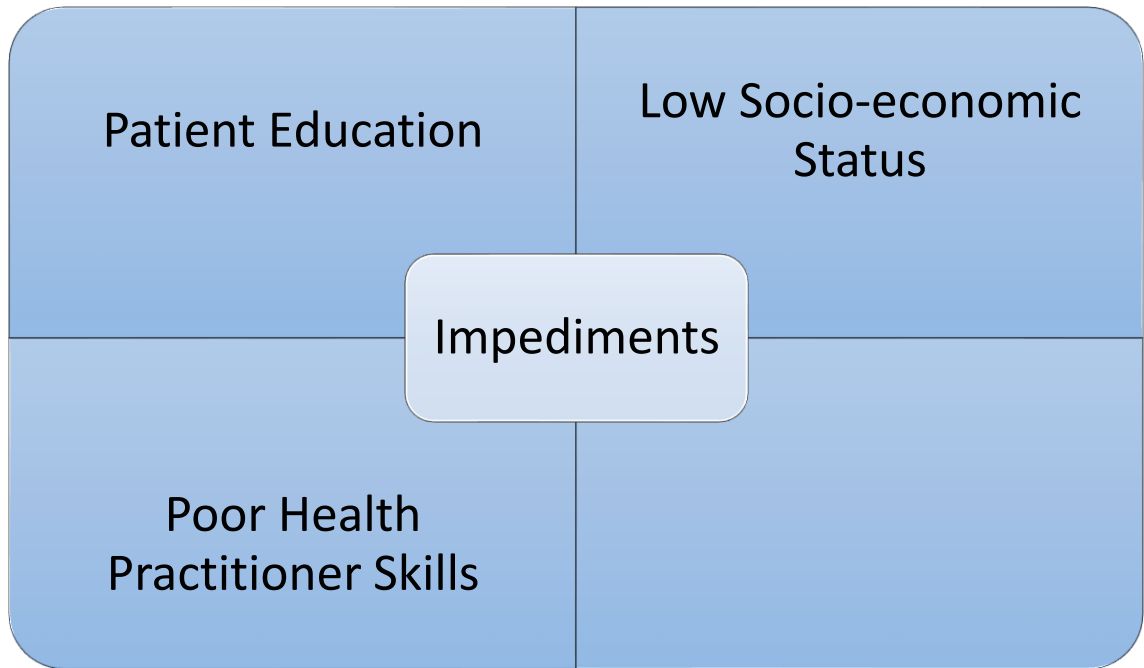 Patient Education
Low Socio-economic
Status
Impediments
Poor Health
Practitioner Skills